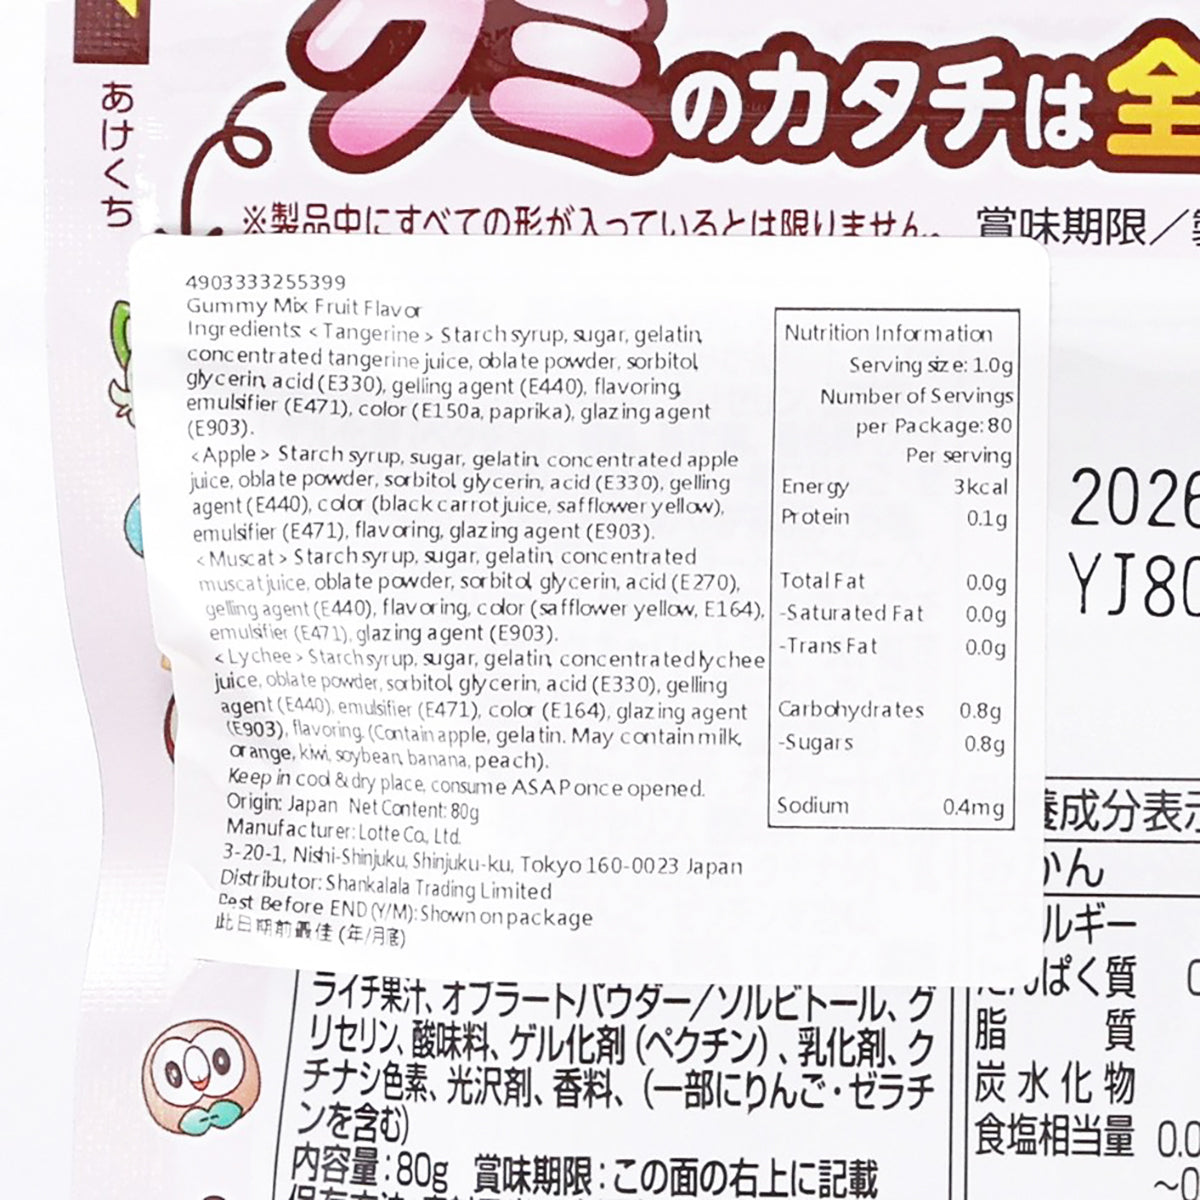 あけくち
グミのカタチは全
※製品中にすべての形が入っているとは限りません。
賞味期限／
4903333255399
Gummy Mix Fruit Flavor
Ingredients: <Tangerine> Starch syrup, sugar, gelatin,
concentrated tangerine juice, oblate powder, sorbitol,
glycerin, acid (E330), gelling agent (E440), flavoring,
emulsifier (E471), color (E150a, paprika), glazing agent
(E903).
<Apple> Starch syrup, sugar, gelatin, concentrated apple
juice, oblate powder, sorbitol, glycerin, acid (E330), gelling
agent (E440), color (black carrot juice, safflower yellow),
emulsifier (E471), flavoring, glazing agent (E903).
<Muscat> Starch syrup, sugar, gelatin, concentrated
muscat juice, oblate powder, sorbitol, glycerin, acid (E270),
gelling agent (E440), flavoring, color (safflower yellow, E164),
emulsifier (E471), glazing agent (E903).
<Lychee> Starch syrup, sugar, gelatin, concentrated lychee
juice, oblate powder, sorbitol, glycerin, acid (E330), gelling
agent (E440), emulsifier (E471), color (E164), glazing agent
(E903), flavoring. (Contain apple, gelatin. May contain milk,
orange, kiwi, soybean, banana, peach).
Keep in cool & dry place, consume ASAP once opened.
Origin: Japan Net Content: 80g
Manufacturer: Lotte Co., Ltd.
3-20-1, Nishi-Shinjuku, Shinjuku-ku, Tokyo 160-0023 Japan
Distributor: Shankalala Trading Limited
Best Before END (Y/M): Shown on package
此日期前最佳 (年/月底)
Nutrition Information
Serving size: 1.0g
Number of Servings
per Package: 80
Per serving
Energy 3kcal
Protein 0.1g
Total Fat 0.0g
-Saturated Fat 0.0g
-Trans Fat 0.0g
Carbohydrates 0.8g
-Sugars 0.8g
Sodium 0.4mg
2026
YJ80
養成分表示
かん
ルギー
んぱく質 0
脂質
炭水化物
食塩相当量 0.0
~0
ライチ果汁、オブラートパウダー／ソルビトール、グ
リセリン、酸味料、ゲル化剤（ペクチン）、乳化剤、ク
チナシ色素、光沢剤、香料、（一部にりんご・ゼラチ
ンを含む）
内容量：80g 賞味期限：この面の右上に記載